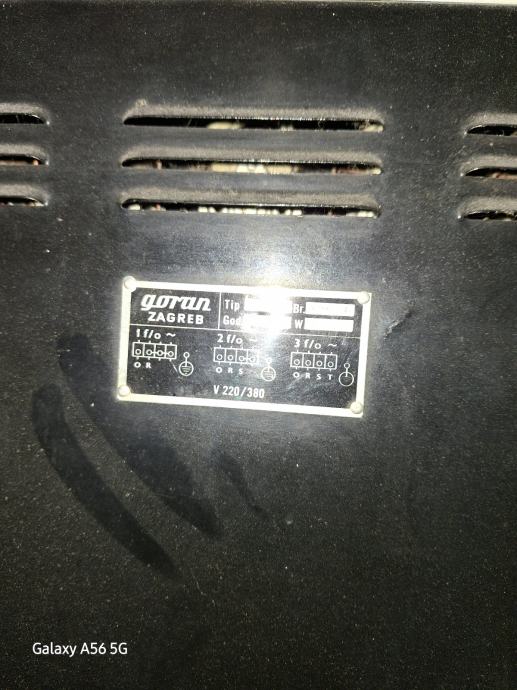 goran
ZAGREB
Tip Br.
God. W
1 f/o ~ 2 f/o ~ 3 f/o ~
O R O R S O R S T
V 220/380
Galaxy A56 5G